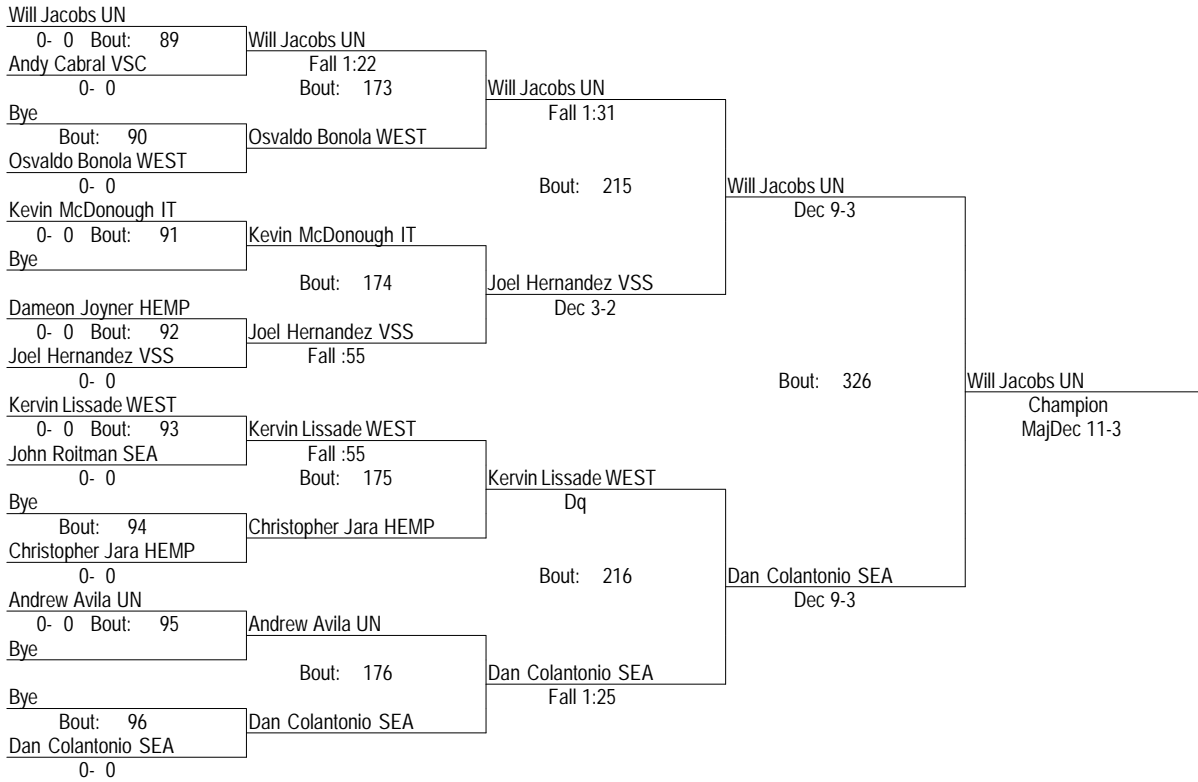 Will Jacobs UN
0- 0 Bout: 89
Andy Cabral VSC
0- 0
Bye
Bout: 90
Osvaldo Bonola WEST
0- 0
Kevin McDonough IT
0- 0 Bout: 91
Bye
Dameon Joyner HEMP
0- 0 Bout: 92
Joel Hernandez VSS
0- 0
Kervin Lissade WEST
0- 0 Bout: 93
John Roitman SEA
0- 0
Bye
Bout: 94
Christopher Jara HEMP
0- 0
Andrew Avila UN
0- 0 Bout: 95
Bye
Bye
Bout: 96
Dan Colantonio SEA
0- 0
Will Jacobs UN
Fall 1:22
Bout: 173
Osvaldo Bonola WEST
Kevin McDonough IT
Bout: 174
Joel Hernandez VSS
Fall :55
Kervin Lissade WEST
Fall :55
Bout: 175
Christopher Jara HEMP
Andrew Avila UN
Bout: 176
Dan Colantonio SEA
Will Jacobs UN
Fall 1:31
Bout: 215
Joel Hernandez VSS
Dec 3-2
Kervin Lissade WEST
Dq
Bout: 216
Dan Colantonio SEA
Fall 1:25
Will Jacobs UN
Dec 9-3
Bout: 326
Dan Colantonio SEA
Dec 9-3
Will Jacobs UN
Champion
MajDec 11-3